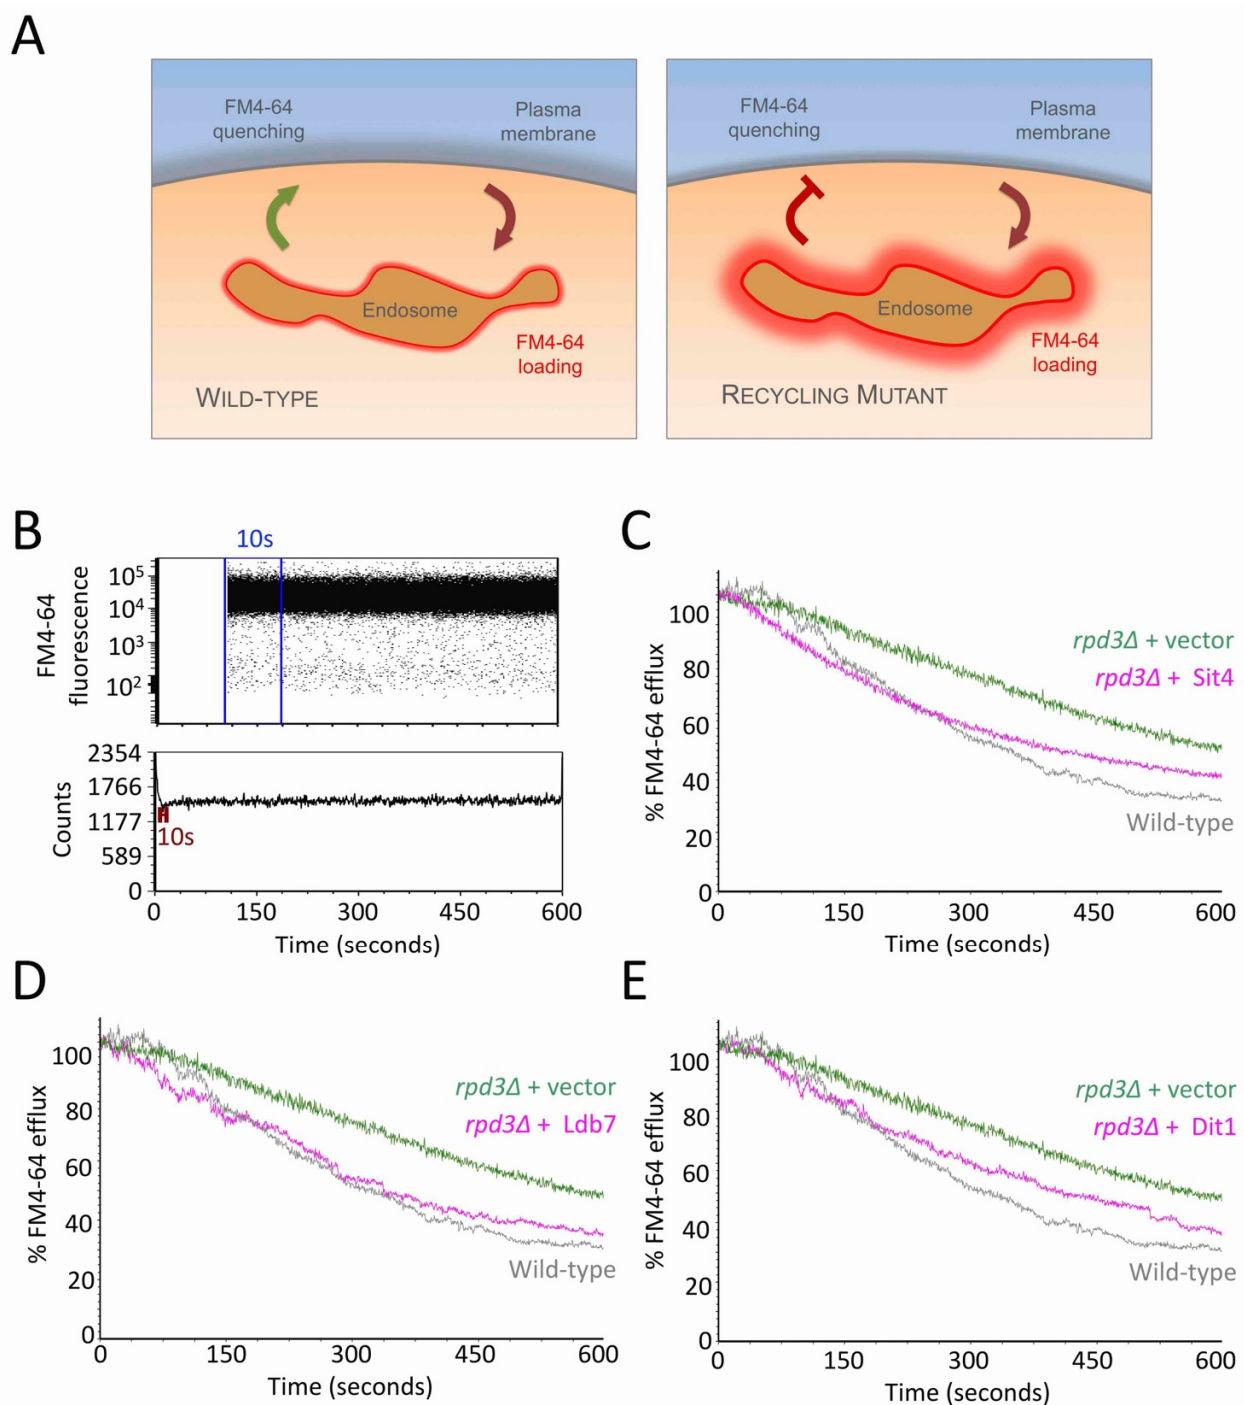 A
FM4-64
quenching
Plasma
membrane
Endosome
FM4-64
loading
WILD-TYPE
FM4-64
quenching
Plasma
membrane
Endosome
FM4-64
loading
RECYCLING MUTANT
B
10s
FM4-64
fluorescence
10⁵
10⁴
10³
10²
Counts
2354
1766
1177
589
0
10s
0 150 300 450 600
Time (seconds)
C
% FM4-64 efflux
100
80
60
40
20
0
rpd3Δ + vector
rpd3Δ + Sit4
Wild-type
0 150 300 450 600
Time (seconds)
D
% FM4-64 efflux
100
80
60
40
20
0
rpd3Δ + vector
rpd3Δ + Ldb7
Wild-type
0 150 300 450 600
Time (seconds)
E
% FM4-64 efflux
100
80
60
40
20
0
rpd3Δ + vector
rpd3Δ + Dit1
Wild-type
0 150 300 450 600
Time (seconds)